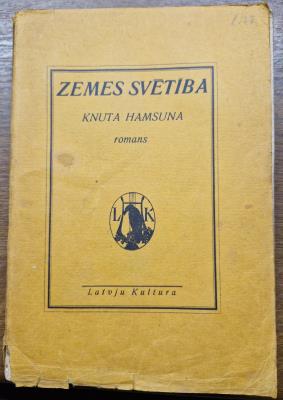 ZEMES SVĒTĪBA
KNUTA HAMSUNA
romans
L K
Latvju Kultura